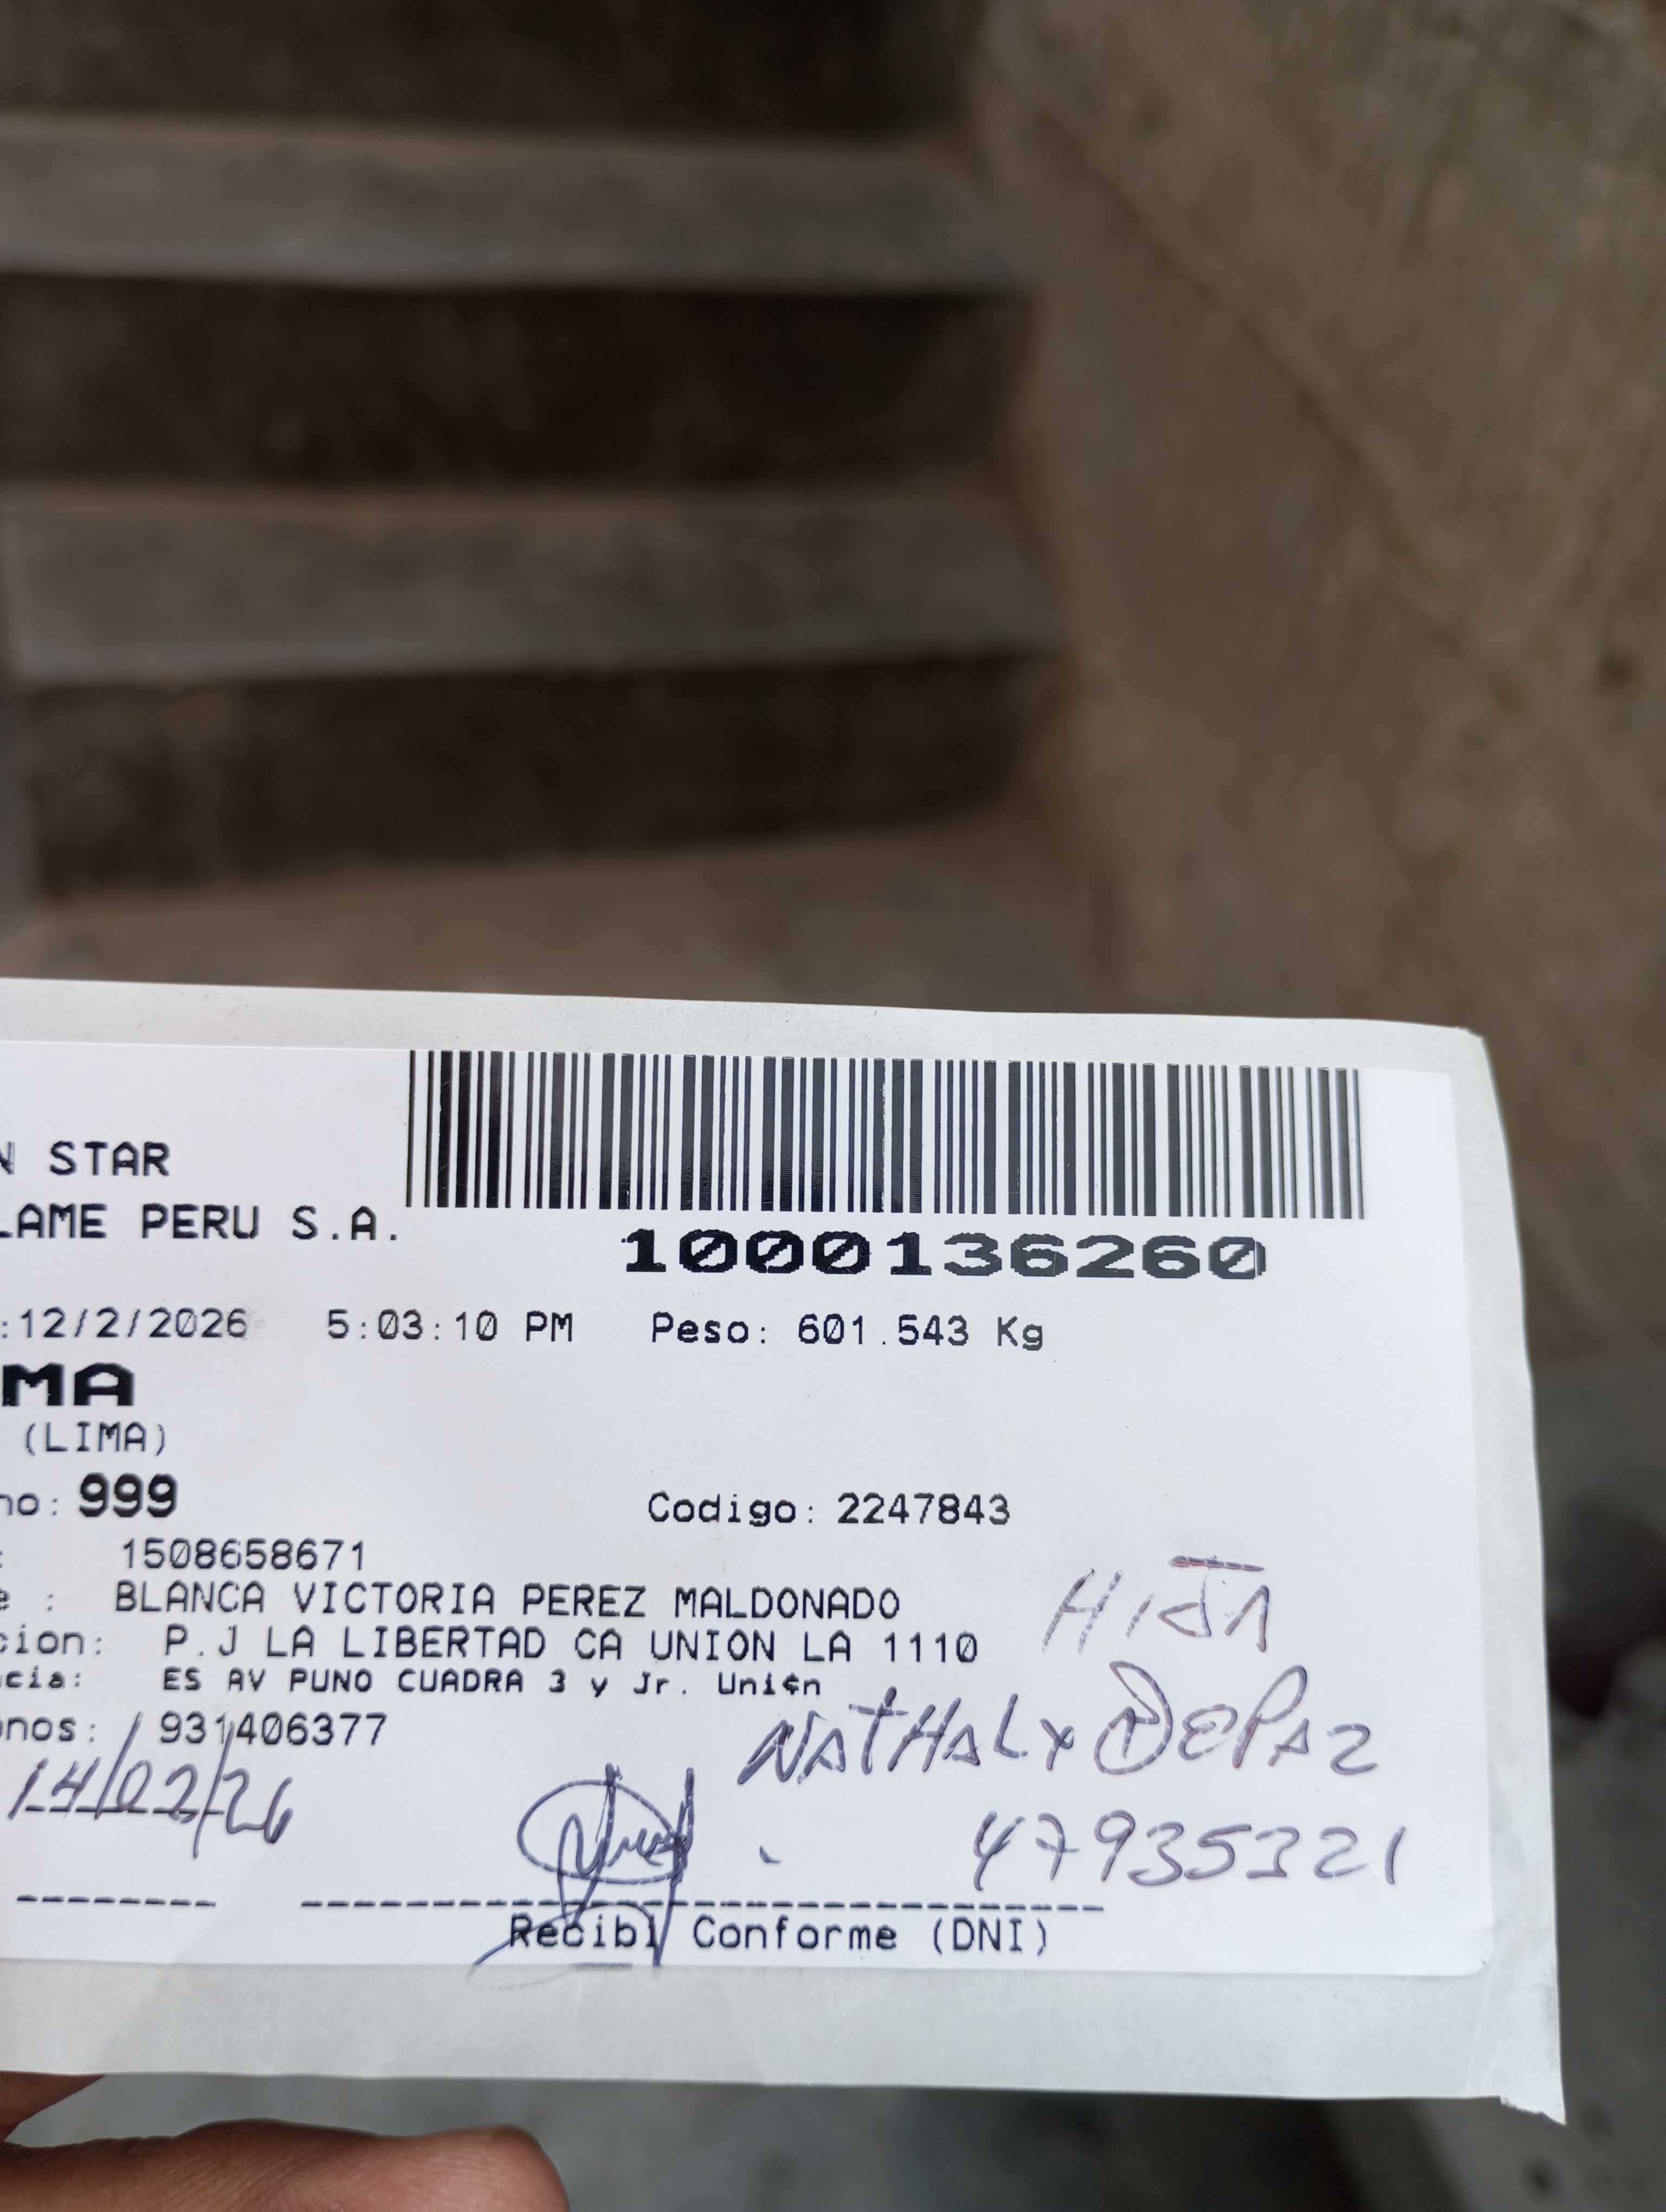 N STAR
LAME PERU S.A.
1000136260
:12/2/2026 5:03:10 PM Peso: 601.543 Kg
MA
(LIMA)
no: 999 Codigo: 2247843
: 1508658671
e : BLANCA VICTORIA PEREZ MALDONADO
cion: P.J LA LIBERTAD CA UNION LA 1110
cia: ES AV PUNO CUADRA 3 y Jr. Uni¢n
onos: 931406377
HIJA
NATHALY DEPAZ
14/02/26
47935321
Recibi Conforme (DNI)